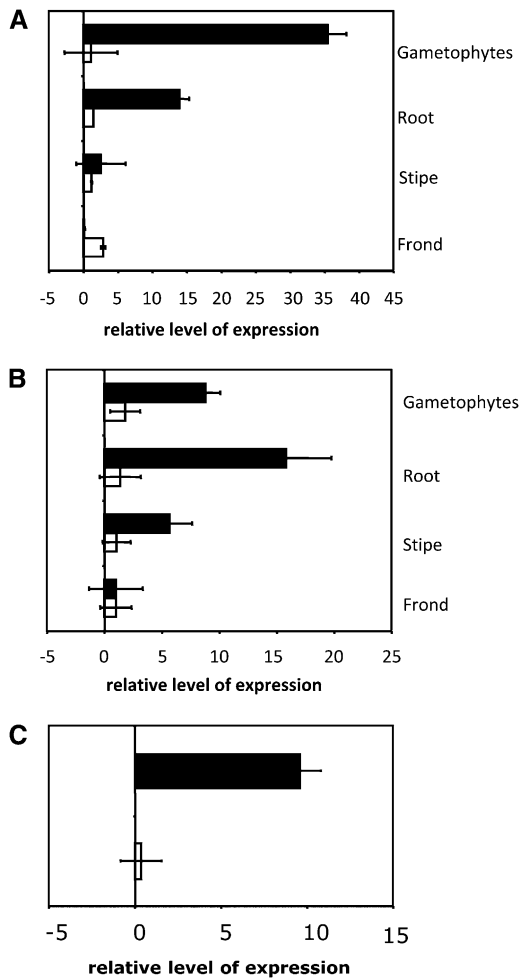 A
Gametophytes
Root
Stipe
Frond
-5 0 5 10 15 20 25 30 35 40 45
relative level of expression
B
Gametophytes
Root
Stipe
Frond
-5 0 5 10 15 20 25
relative level of expression
C
-5 0 5 10 15
relative level of expression